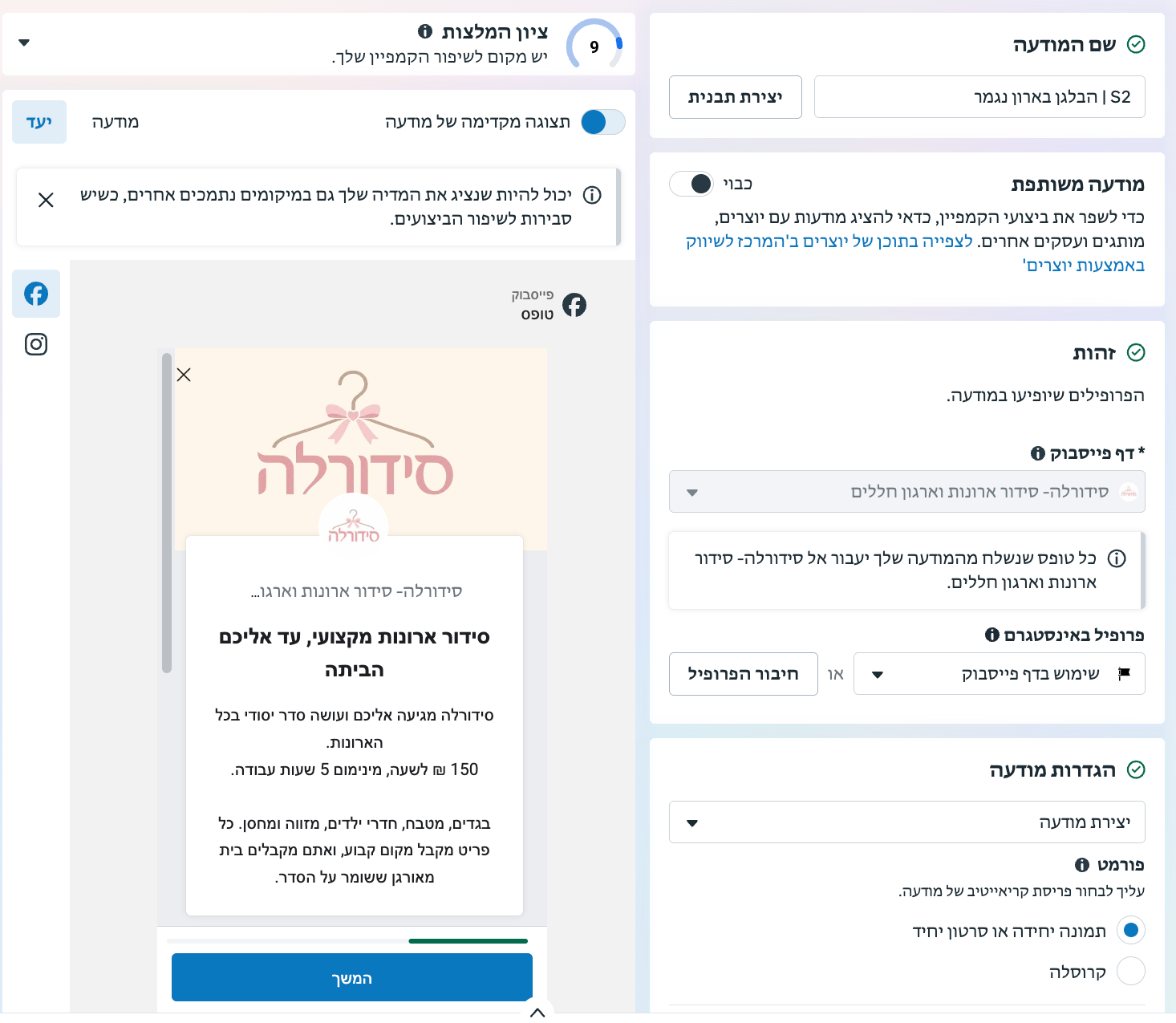 שם המודעה
S2 | הבלגן בארון נגמר
יצירת תבנית
מודעה משותפת
כבוי
כדי לשפר את ביצועי הקמפיין, כדאי להציג מודעות עם יוצרים,
מותגים ועסקים אחרים. לצפייה בתוכן של יוצרים ב'המרכז לשיווק
באמצעות יוצרים'
זהות
הפרופילים שיופיעו במודעה.
* דף פייסבוק
סידורלה- סידור ארונות וארגון חללים
כל טופס שנשלח מהמודעה שלך יעבור אל סידורלה- סידור
ארונות וארגון חללים.
פרופיל באינסטגרם
שימוש בדף פייסבוק
או
חיבור הפרופיל
הגדרות מודעה
יצירת מודעה
פורמט
עליך לבחור פריסת קריאייטיב של מודעה.
תמונה יחידה או סרטון יחיד
קרוסלה
9
ציון המלצות
יש מקום לשיפור הקמפיין שלך.
תצוגה מקדימה של מודעה
מודעה
יעד
יכול להיות שנציג את המדיה שלך גם במיקומים נתמכים אחרים, כשיש
סבירות לשיפור הביצועים.
פייסבוק
טופס
סידורלה
סידורלה
סידורלה- סידור ארונות וארגו...
סידור ארונות מקצועי, עד אליכם
הביתה
סידורלה מגיעה אליכם ועושה סדר יסודי בכל
הארונות.
150 ₪ לשעה, מינימום 5 שעות עבודה.
בגדים, מטבח, חדרי ילדים, מזווה ומחסן. כל
פריט מקבל מקום קבוע, ואתם מקבלים בית
מאורגן ששומר על הסדר.
המשך